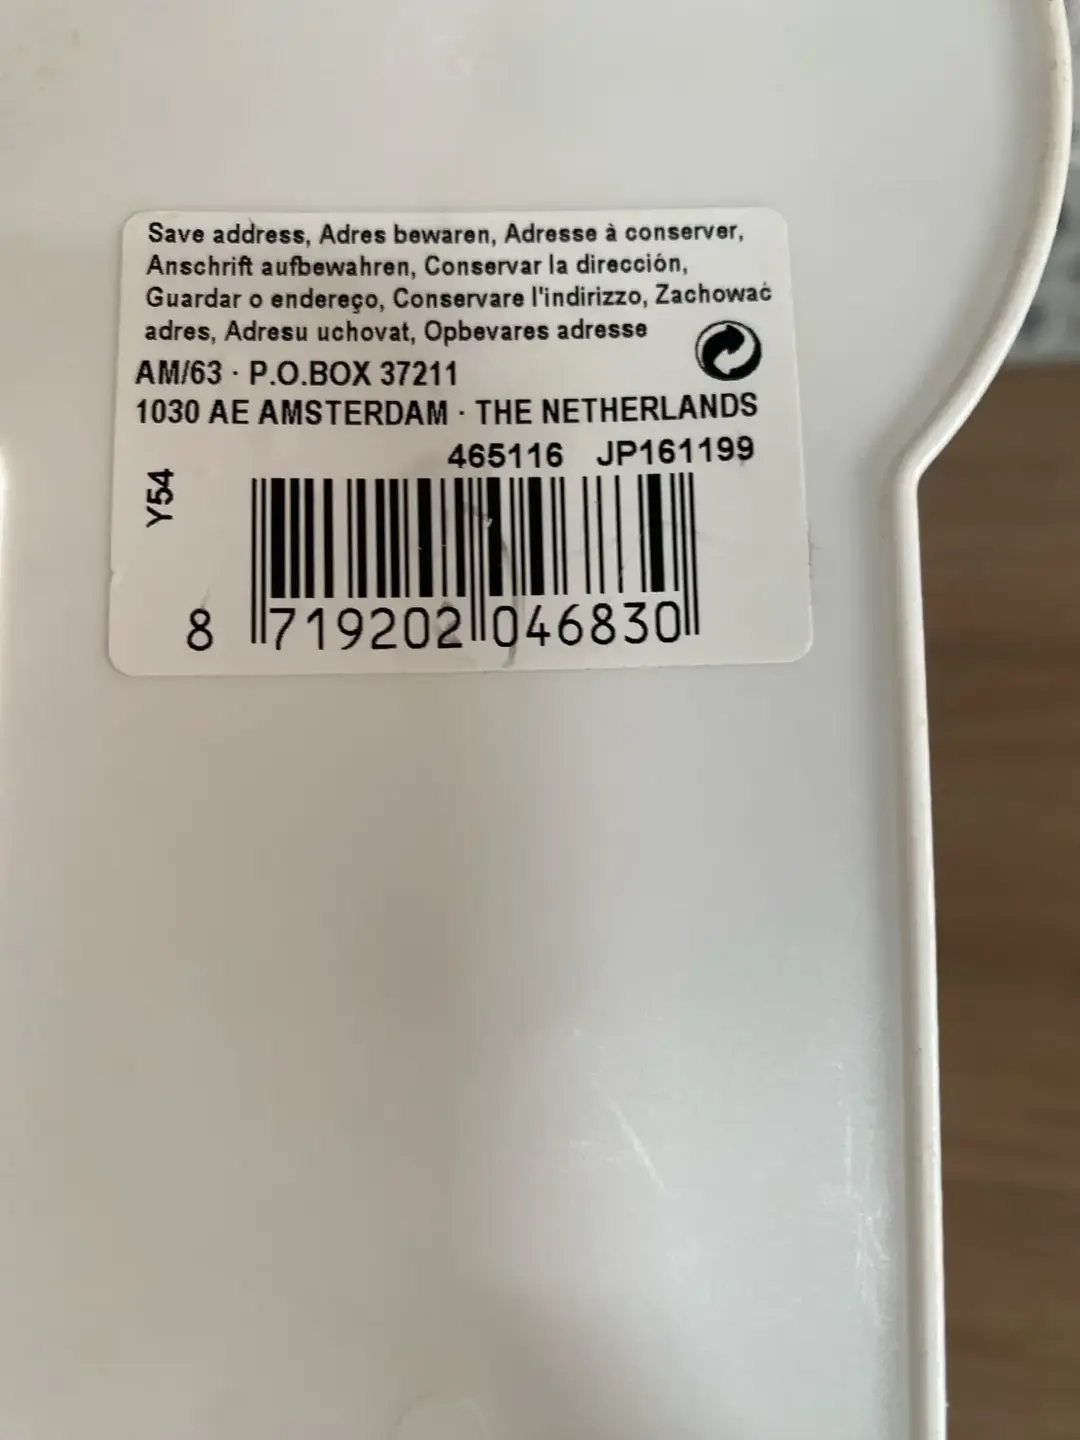 Save address, Adres bewaren, Adresse à conserver,
Anschrift aufbewahren, Conservar la dirección,
Guardar o endereço, Conservare l'indirizzo, Zachować
adres, Adresu uchovat, Opbevares adresse
AM/63 · P.O.BOX 37211
1030 AE AMSTERDAM · THE NETHERLANDS
465116 JP161199
Y54
8 719202 046830